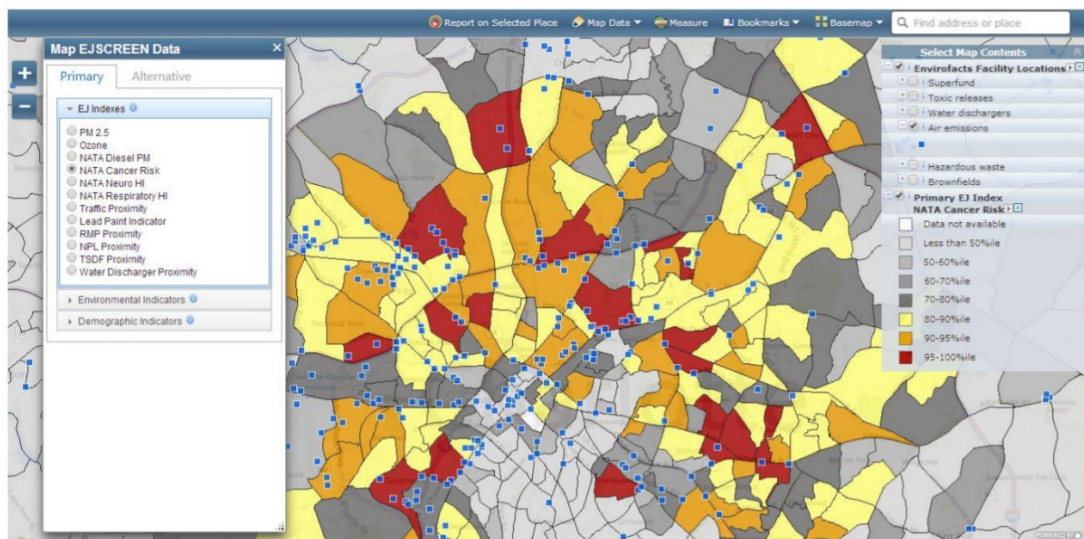 Report on Selected Place Map Data Measure Bookmarks Basemap Find address or place
Map EJSCREEN Data
Primary Alternative
EJ Indexes
PM 2.5
Ozone
NATA Diesel PM
NATA Cancer Risk
NATA Neuro HI
NATA Respiratory HI
Traffic Proximity
Lead Paint Indicator
RMP Proximity
NPL Proximity
TSDF Proximity
Water Discharger Proximity
Environmental Indicators
Demographic Indicators
Select Map Contents
Envirofacts Facility Locations
Superfund
Toxic releases
Water dischargers
Air emissions
Hazardous waste
Brownfields
Primary EJ Index
NATA Cancer Risk
Data not available
Less than 50%ile
50-60%ile
60-70%ile
70-80%ile
80-90%ile
90-95%ile
95-100%ile
POWERED BY